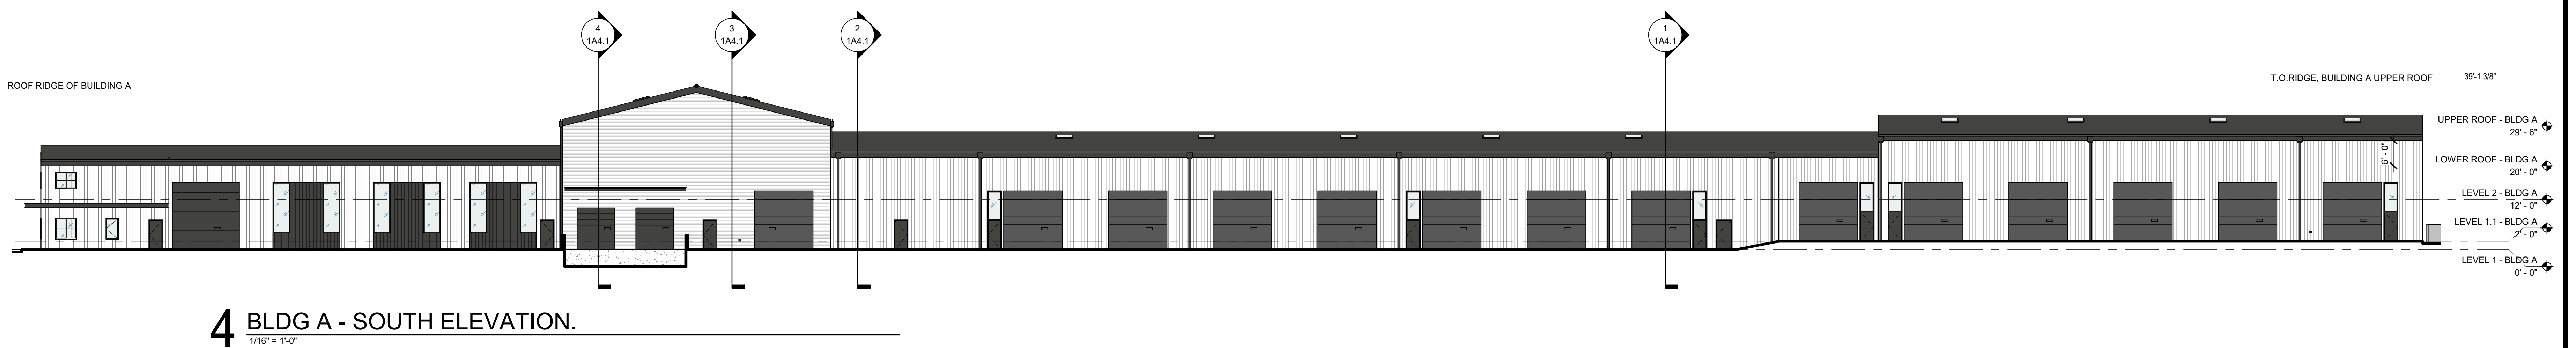 4
1A4.1
3
1A4.1
2
1A4.1
1
1A4.1
ROOF RIDGE OF BUILDING A
T.O.RIDGE, BUILDING A UPPER ROOF 39'-1 3/8"
UPPER ROOF - BLDG A
29' - 6"
6' - 0"
LOWER ROOF - BLDG A
20' - 0"
LEVEL 2 - BLDG A
12' - 0"
LEVEL 1.1 - BLDG A
2' - 0"
LEVEL 1 - BLDG A
0' - 0"
4 BLDG A - SOUTH ELEVATION.
1/16" = 1'-0"